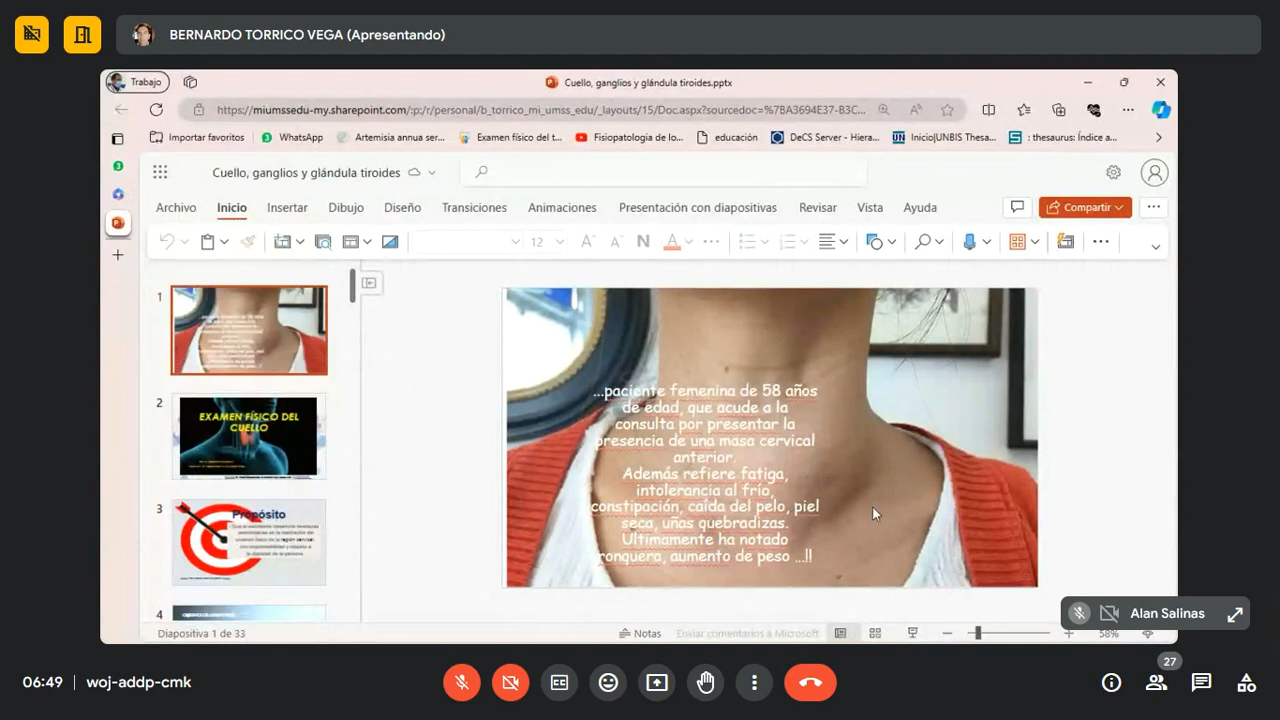 BERNARDO TORRICO VEGA (Apresentando)
Trabajo
Cuello, ganglios y glándula tiroides.pptx
https://miumssedu-my.sharepoint.com/:p:/r/personal/b_torrico_mi_umss_edu/_layouts/15/Doc.aspx?sourcedoc=%7BA3694E37-B3C...
Importar favoritos
WhatsApp
Artemisia annua ser...
Examen físico del t...
Fisiopatologia de lo...
educación
DeCS Server - Hiera...
Inicio|UNBIS Thesa...
: thesaurus: Índice a...
Cuello, ganglios y glándula tiroides
Archivo Inicio Insertar Dibujo Diseño Transiciones Animaciones Presentación con diapositivas Revisar Vista Ayuda
Compartir
12
N
A
1
2
EXAMEN FÍSICO DEL
CUELLO
3
Propósito
4
...paciente femenina de 58 años
de edad, que acude a la
consulta por presentar la
presencia de una masa cervical
anterior.
Además refiere fatiga,
intolerancia al frío,
constipación, caída del pelo, piel
seca, uñas quebradizas.
Ultimamente ha notado
ronquera, aumento de peso ...!!
Alan Salinas
Diapositiva 1 de 33
Notas
Enviar comentarios a Microsoft
58%
06:49
woj-addp-cmk
27